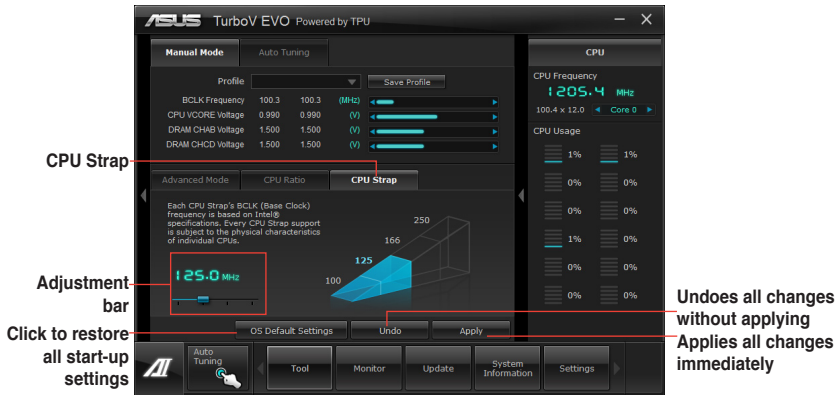 ASUS TurboV EVO Powered by TPU
Manual Mode
Auto Tuning
Profile
Save Profile
BCLK Frequency 100.3 100.3 (MHz)
CPU VCORE Voltage 0.990 0.990 (V)
DRAM CHAB Voltage 1.500 1.500 (V)
DRAM CHCD Voltage 1.500 1.500 (V)
CPU
CPU Frequency
1205.4 MHz
100.4 x 12.0 Core 0
CPU Usage
1% 1%
0% 0%
0% 0%
1% 0%
0% 0%
0% 0%
CPU Strap
Advanced Mode
CPU Ratio
CPU Strap
Each CPU Strap's BCLK (Base Clock)
frequency is based on Intel®
specifications. Every CPU Strap support
is subject to the physical characteristics
of individual CPUs.
250
166
125
100
125.0 MHz
Adjustment
bar
Click to restore
all start-up
settings
OS Default Settings
Undo
Apply
Undoes all changes
without applying
Applies all changes
immediately
Auto
Tuning
Tool
Monitor
Update
System
Information
Settings